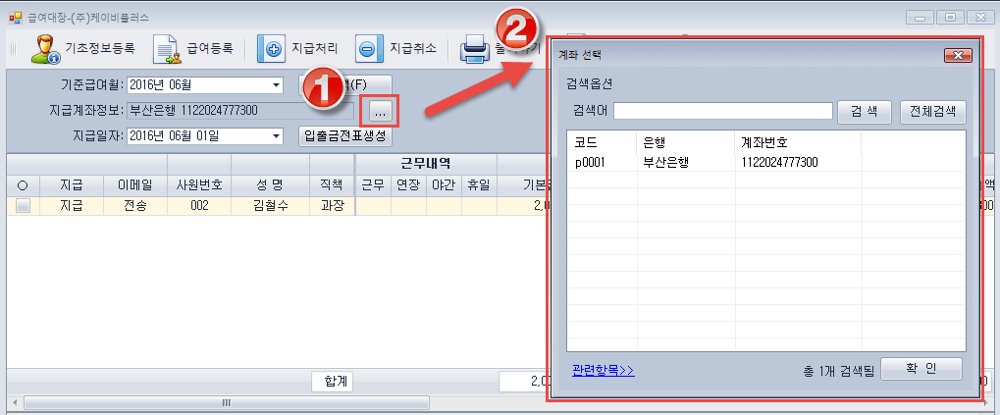 급여대장-(주)케이비플러스
기초정보등록 급여등록 지급처리 지급취소
2
계좌 선택
1
기준급여월: 2016년 06월 (F)
지급계좌정보: 부산은행 1122024777300 ...
지급일자: 2016년 06월 01일 입출금전표생성
검색옵션
검색어 검 색 전체검색
코드 은행 계좌번호
p0001 부산은행 1122024777300
근무내역
지급 이메일 사원번호 성 명 직책 근무 연장 야간 휴일
지급 전송 002 김철수 과장 2,0
합계 2,0
관련항목>> 총 1개 검색됨 확 인